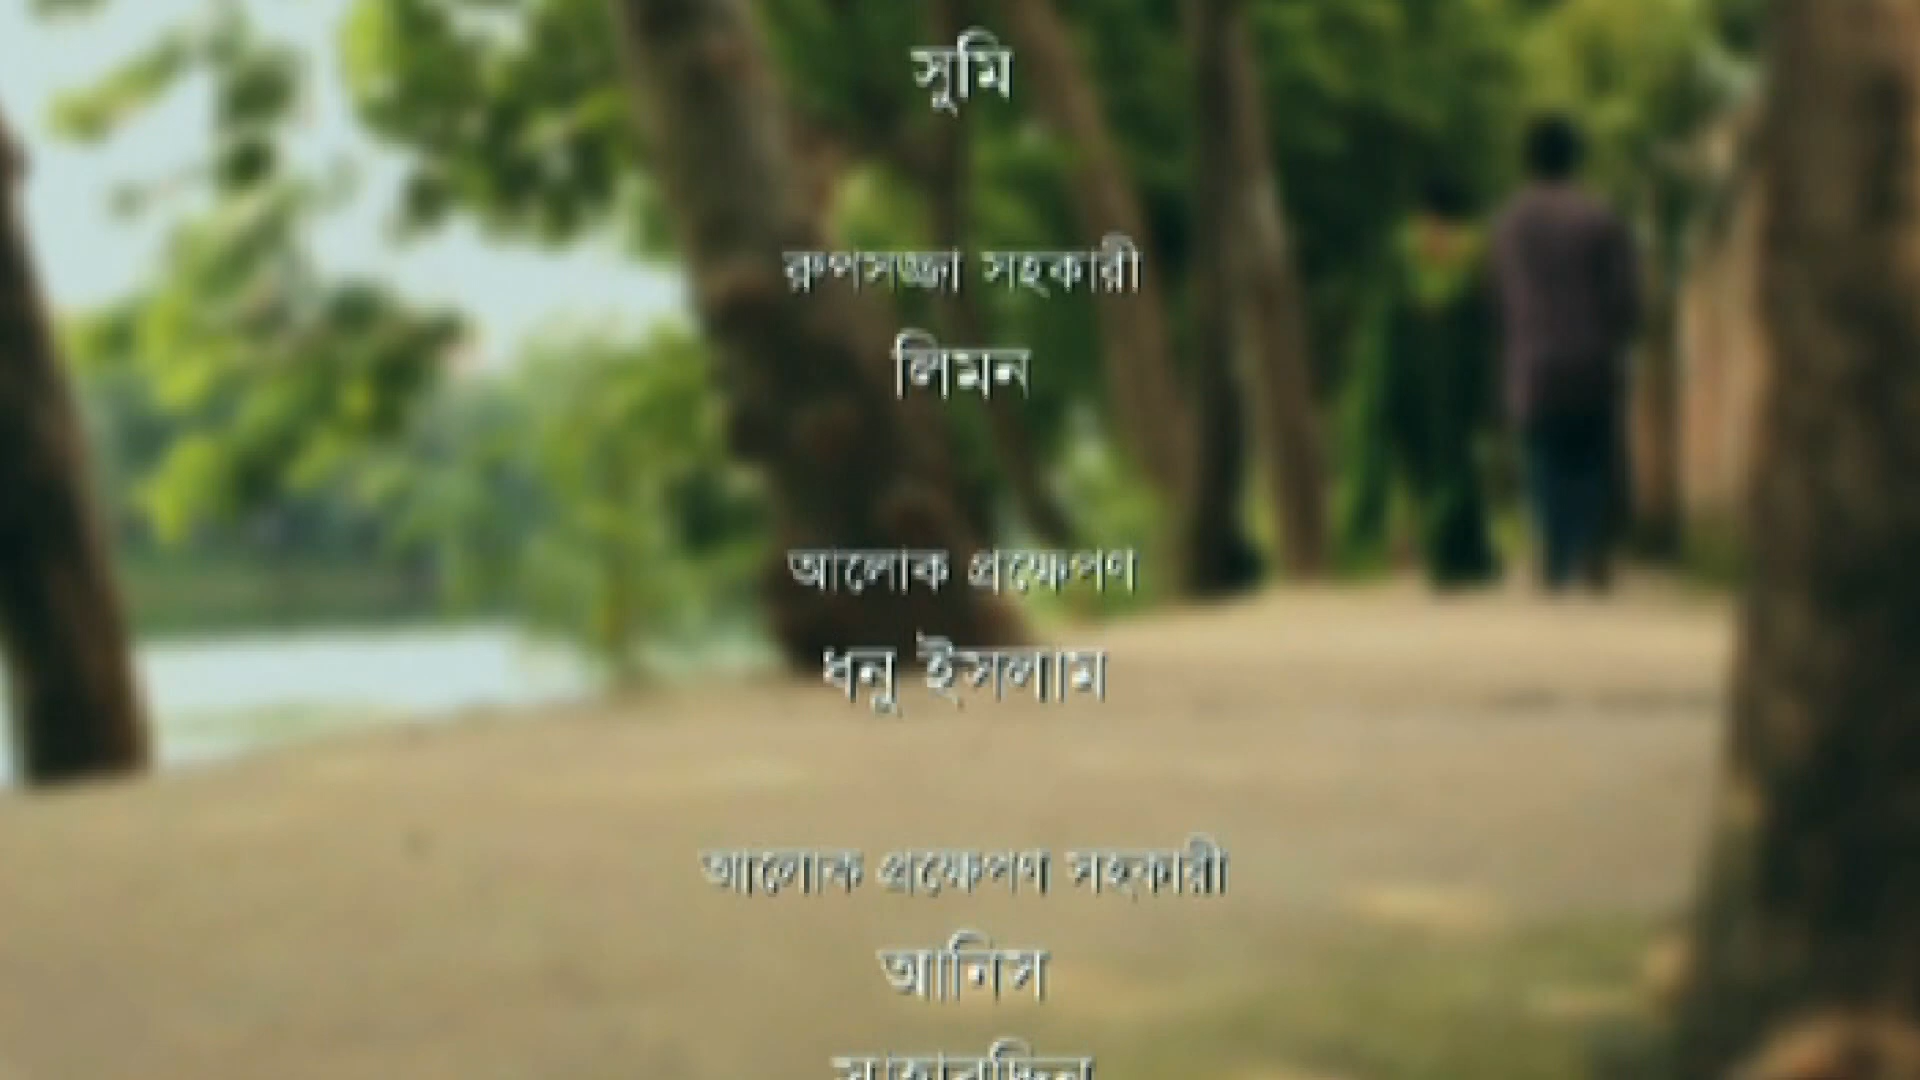 সুমি
রুপসজ্জা সহকারী
লিমন
আলোক প্রক্ষেপণ
ধনু ইসলাম
আলোক প্রক্ষেপণ সহকারী
আনিস